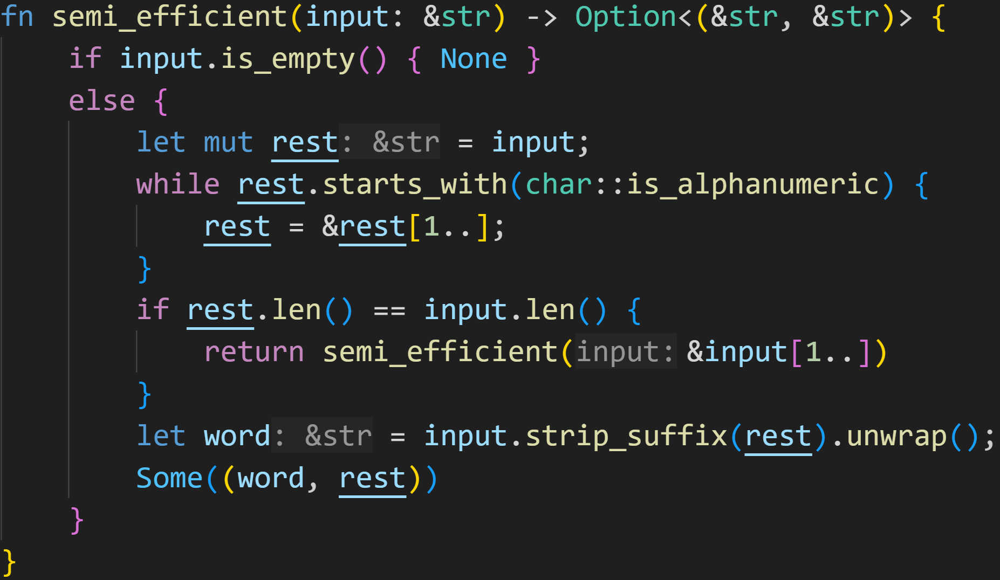 fn semi_efficient(input: &str) -> Option<(&str, &str)> {
    if input.is_empty() { None }
    else {
        let mut rest: &str = input;
        while rest.starts_with(char::is_alphanumeric) {
            rest = &rest[1..];
        }
        if rest.len() == input.len() {
            return semi_efficient(input: &input[1..])
        }
        let word: &str = input.strip_suffix(rest).unwrap();
        Some((word, rest))
    }
}